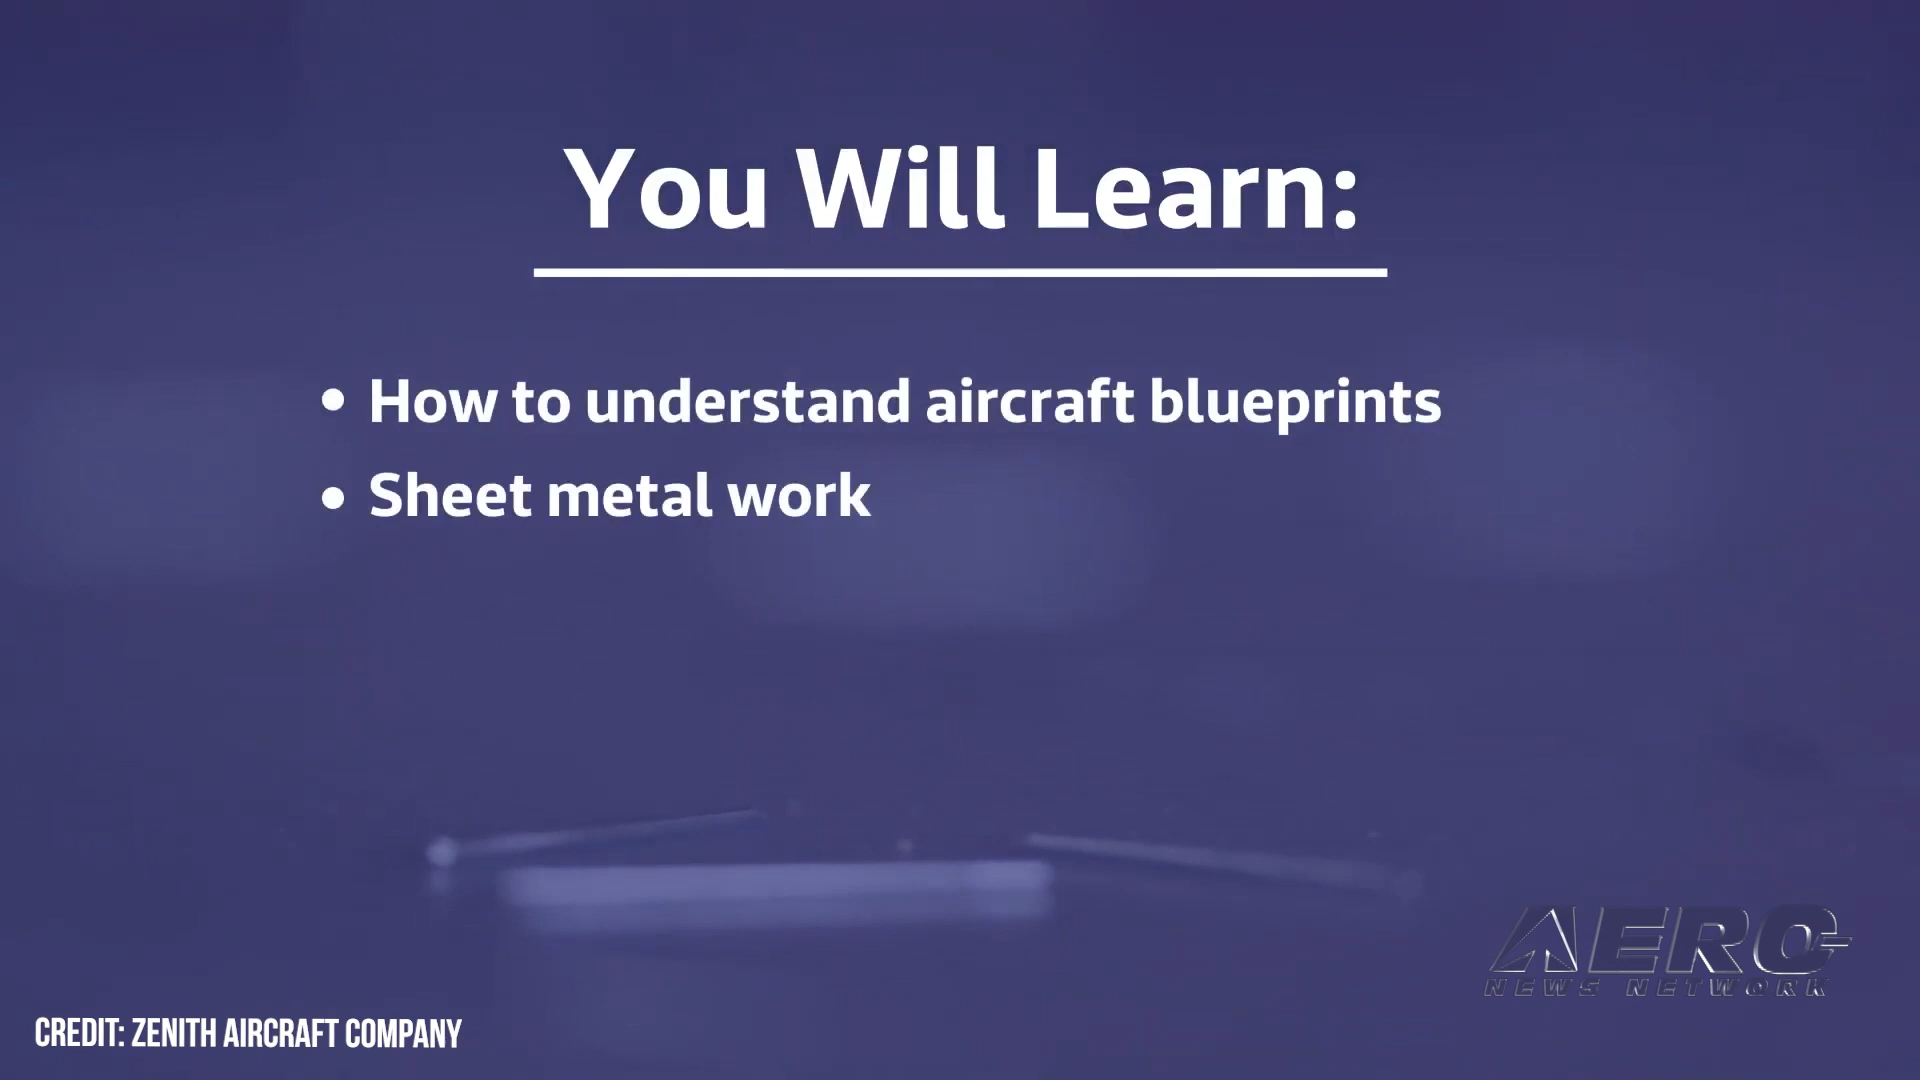 You Will Learn:
• How to understand aircraft blueprints
• Sheet metal work
AERO
NEWS NETWORK
CREDIT: ZENITH AIRCRAFT COMPANY